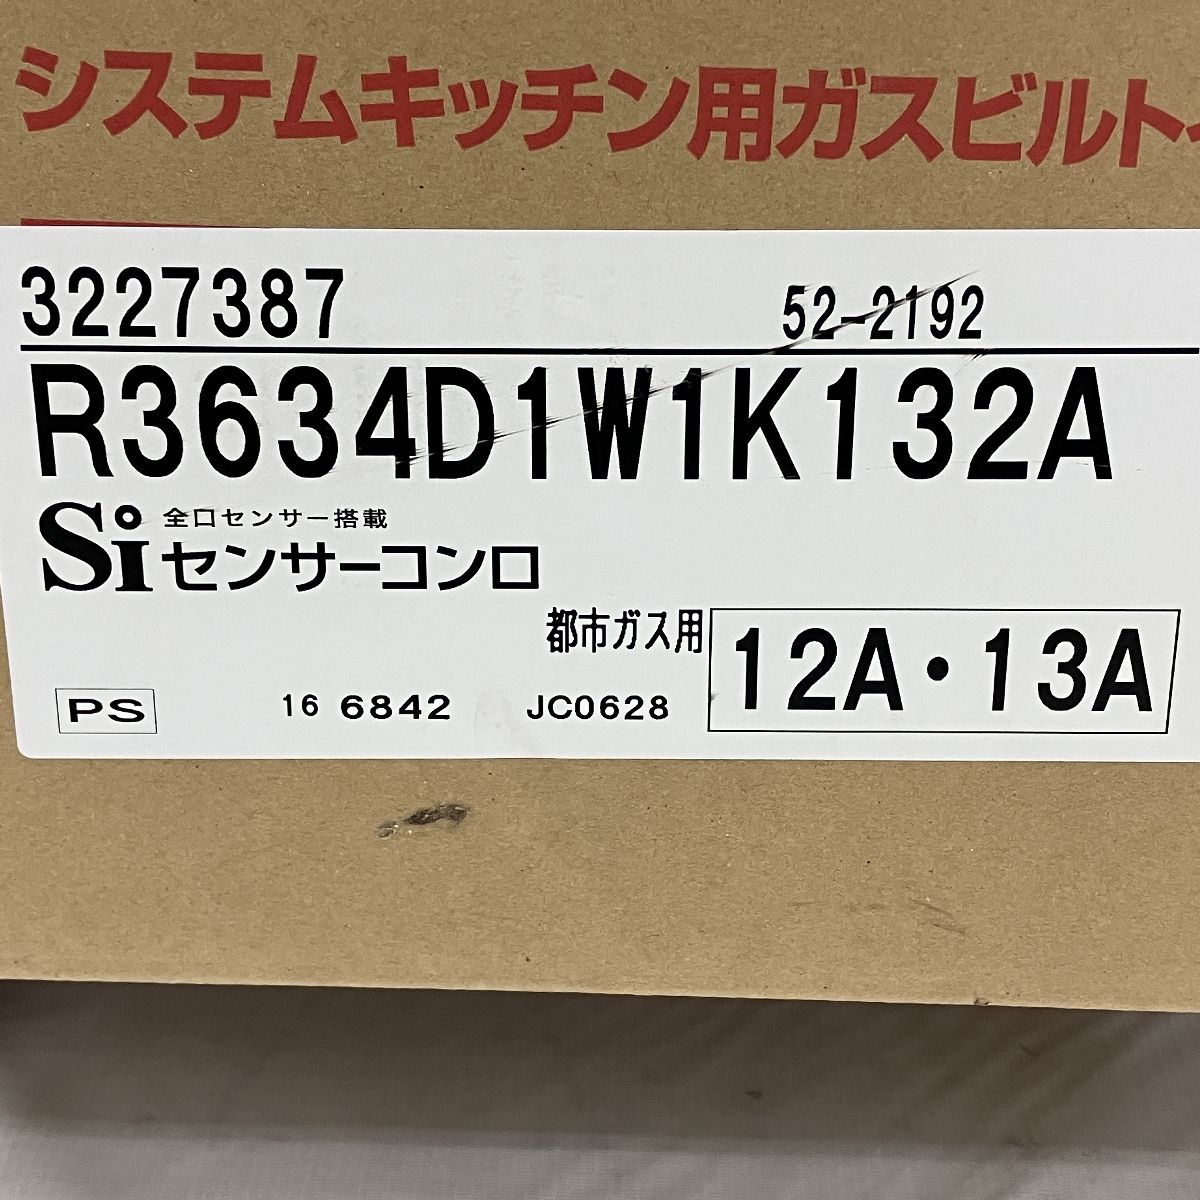 システムキッチン用ガスビルト
3227387 52-2192
R3634D1W1K132A
Si 全口センサー搭載
センサーコンロ
都市ガス用 12A・13A
PS 16 6842 JC0628